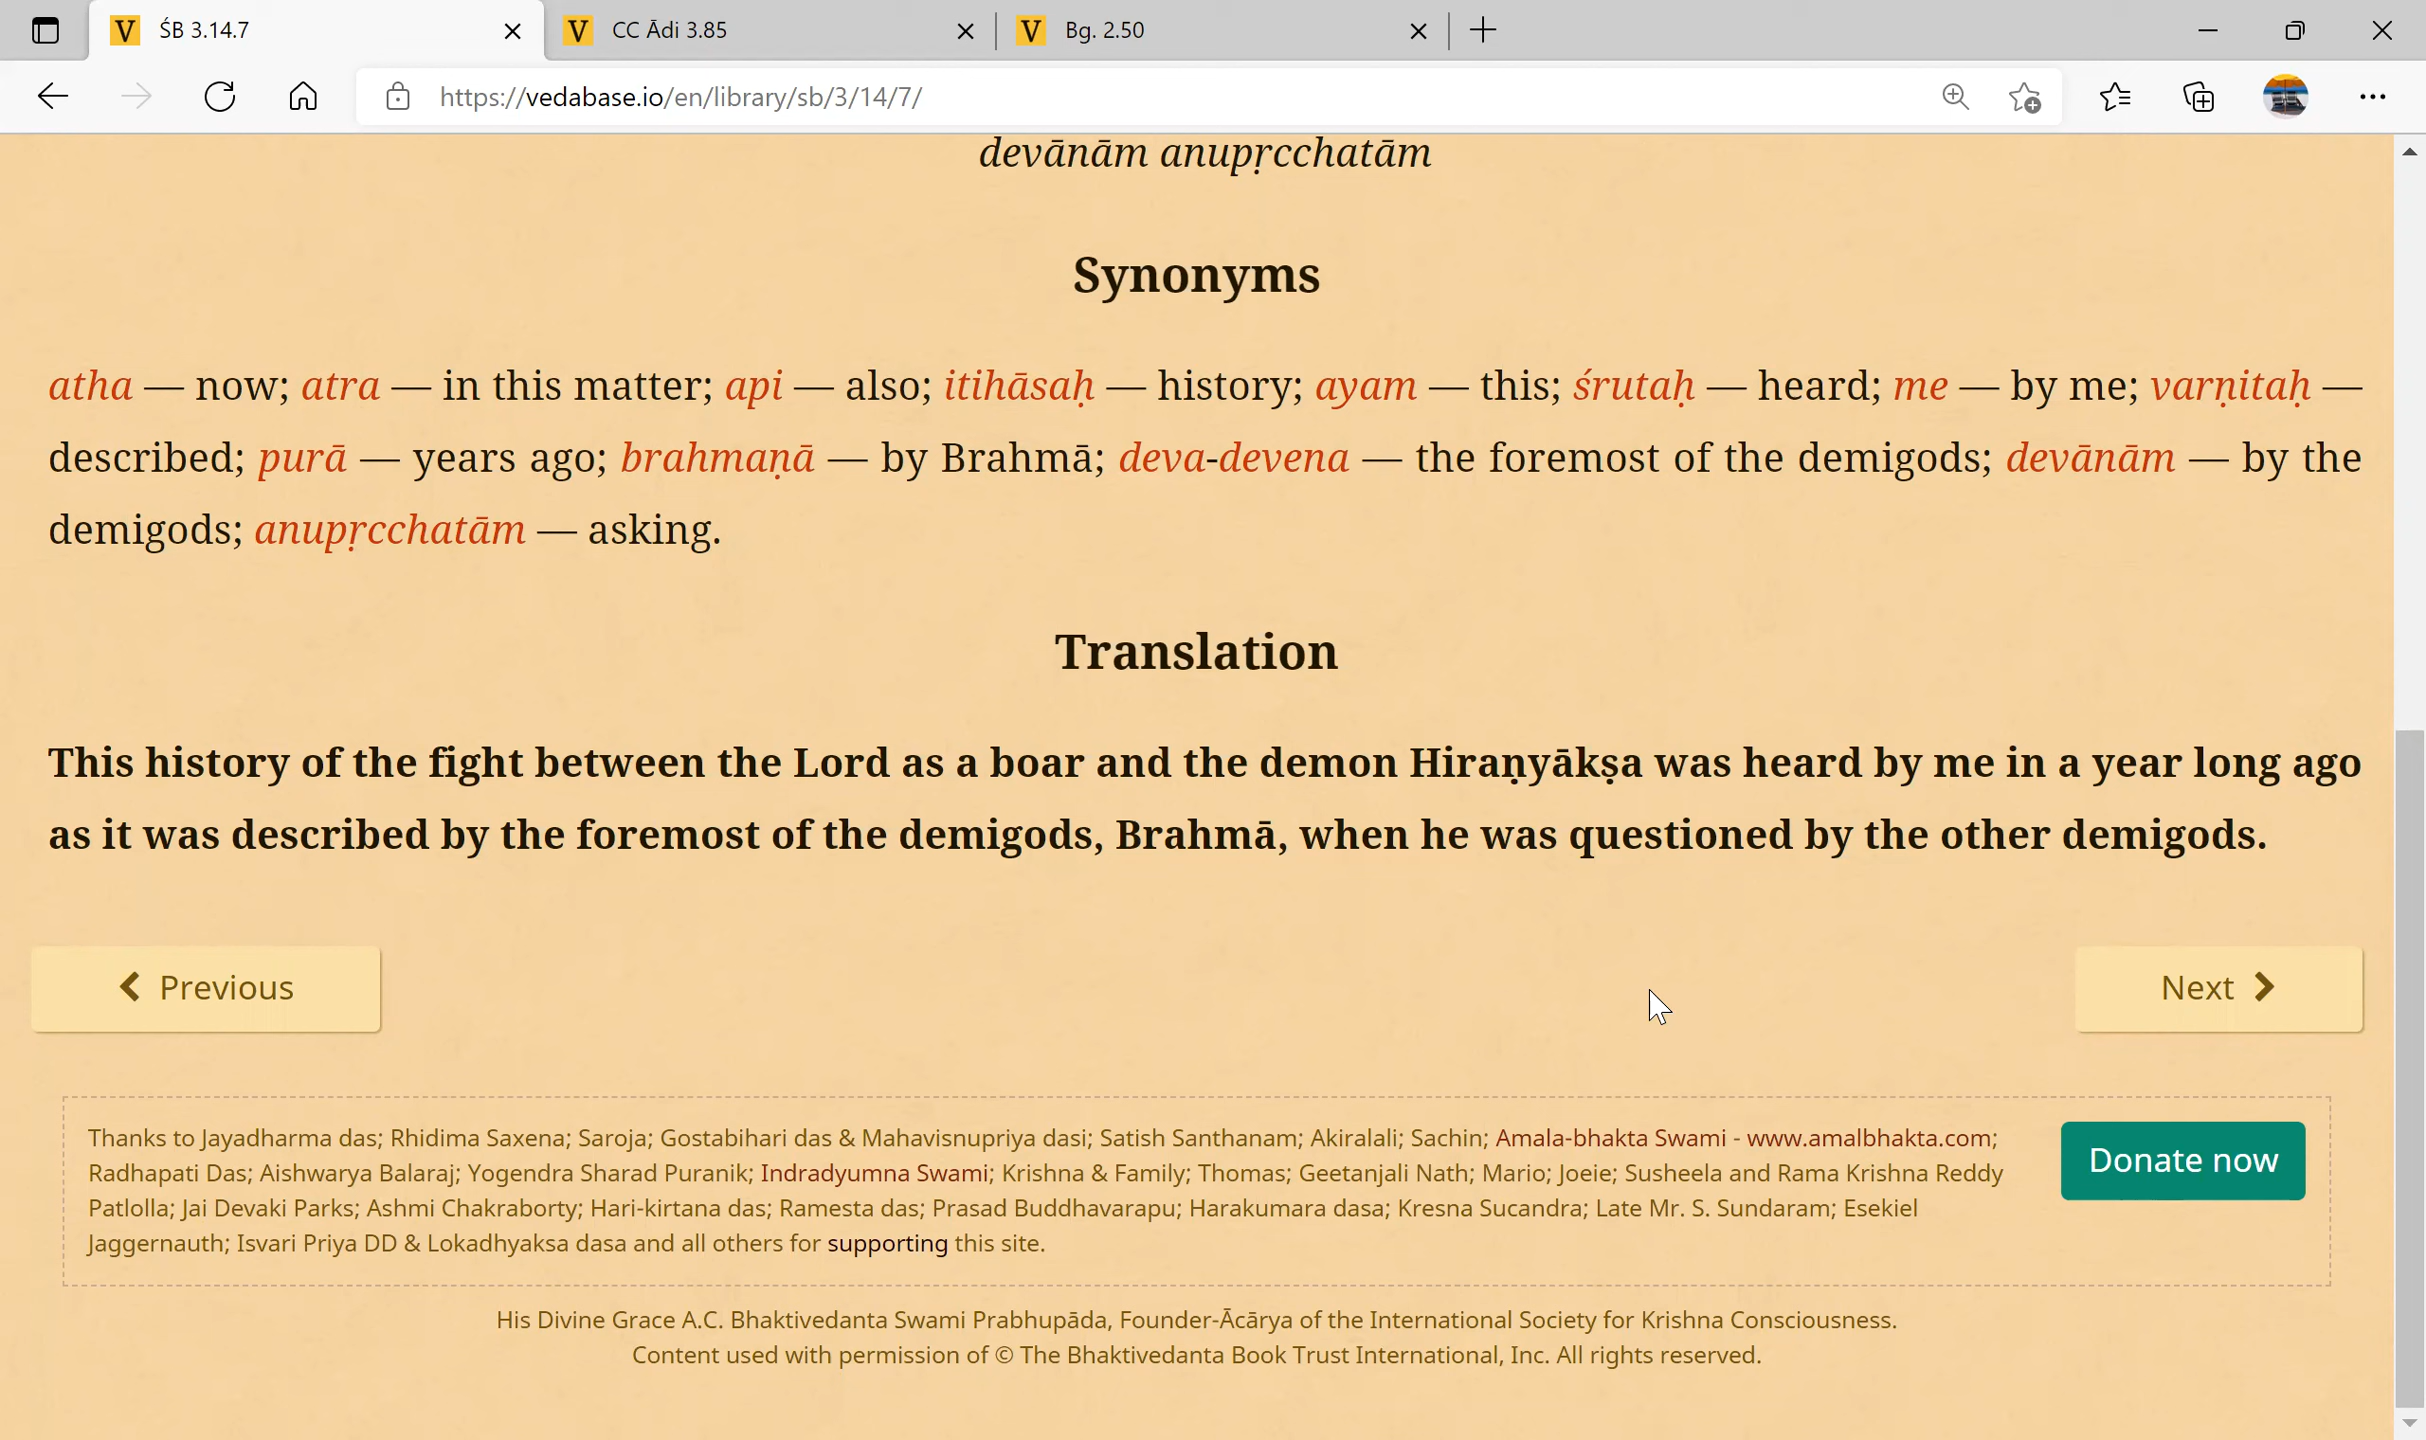 V ŚB 3.14.7
V CC Ādi 3.85
V Bg. 2.50
https://vedabase.io/en/library/sb/3/14/7/
devānām anupṛcchatām
Synonyms
atha — now; atra — in this matter; api — also; itihāsaḥ — history; ayam — this; śrutaḥ — heard; me — by me; varṇitaḥ —
described; purā — years ago; brahmaṇā — by Brahmā; deva-devena — the foremost of the demigods; devānām — by the
demigods; anupṛcchatām — asking.
Translation
This history of the fight between the Lord as a boar and the demon Hiraṇyākṣa was heard by me in a year long ago
as it was described by the foremost of the demigods, Brahmā, when he was questioned by the other demigods.
Previous
Next
Thanks to Jayadharma das; Rhidima Saxena; Saroja; Gostabihari das & Mahavisnupriya dasi; Satish Santhanam; Akiralali; Sachin; Amala-bhakta Swami - www.amalbhakta.com;
Radhapati Das; Aishwarya Balaraj; Yogendra Sharad Puranik; Indradyumna Swami; Krishna & Family; Thomas; Geetanjali Nath; Mario; Joeie; Susheela and Rama Krishna Reddy
Patlolla; Jai Devaki Parks; Ashmi Chakraborty; Hari-kirtana das; Ramesta das; Prasad Buddhavarapu; Harakumara dasa; Kresna Sucandra; Late Mr. S. Sundaram; Esekiel
Jaggernauth; Isvari Priya DD & Lokadhyaksa dasa and all others for supporting this site.
Donate now
His Divine Grace A.C. Bhaktivedanta Swami Prabhupāda, Founder-Ācārya of the International Society for Krishna Consciousness.
Content used with permission of © The Bhaktivedanta Book Trust International, Inc. All rights reserved.